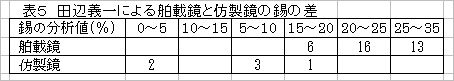 表5 田辺義一による舶載鏡と仿製鏡の錫の差
錫の分析値(%) 0～5 10～15 5～10 15～20 20～25 25～35
舶載鏡 6 16 13
仿製鏡 2 3 1